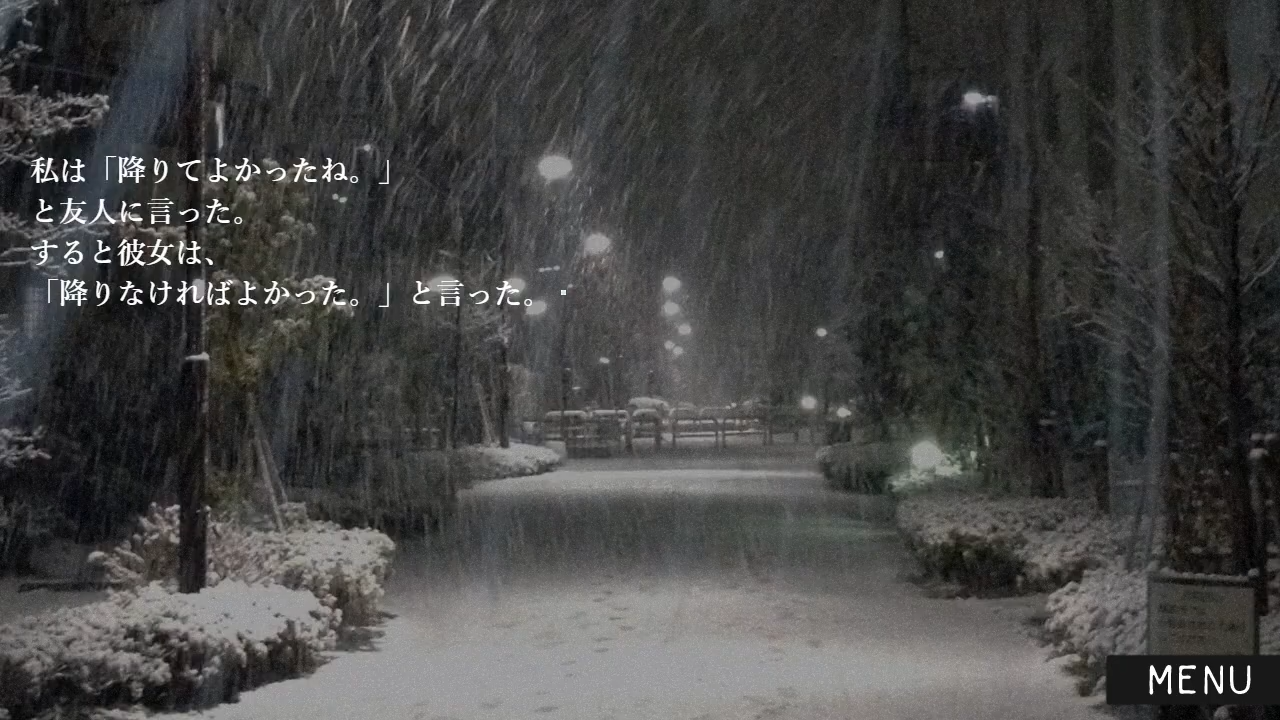 私は「降りてよかったね。」
と友人に言った。
すると彼女は、
「降りなければよかった。」と言った。
MENU